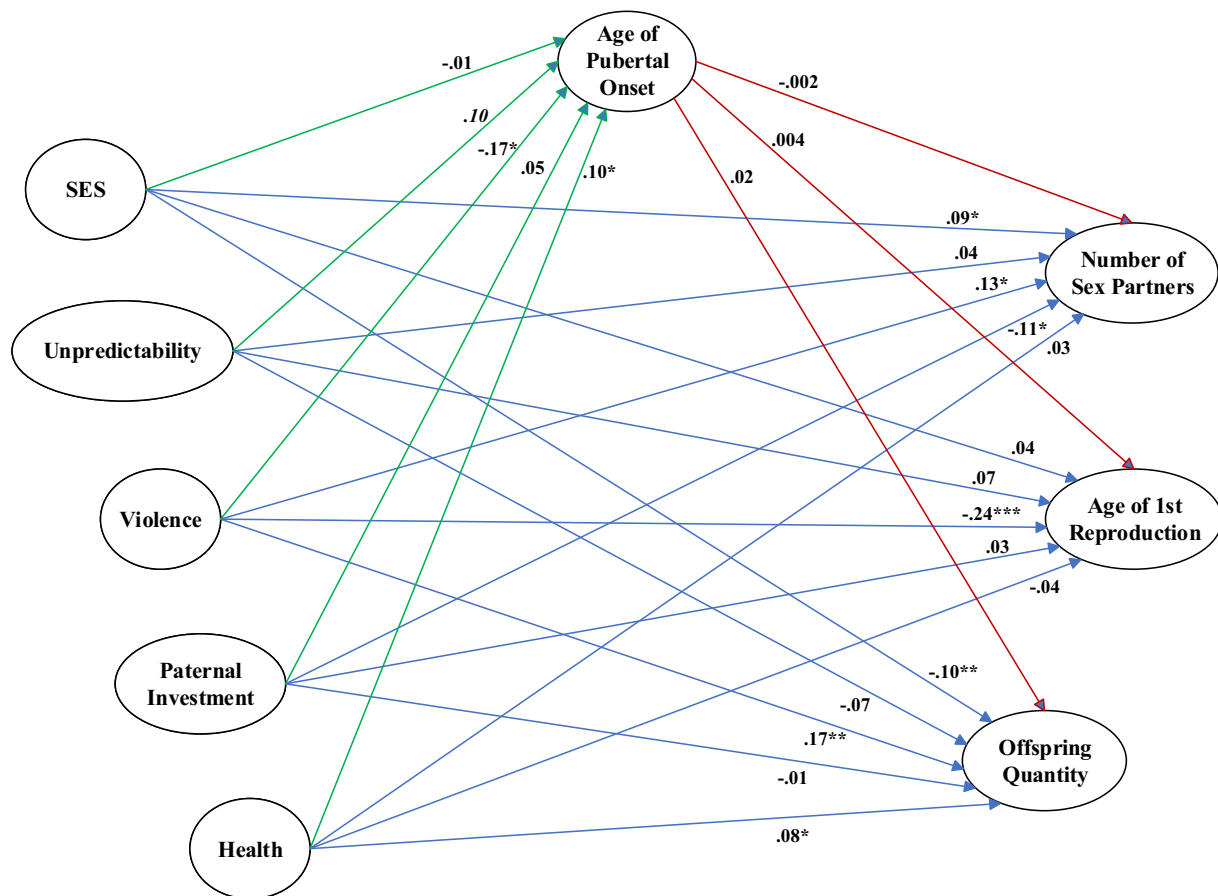 Age of
Pubertal
Onset
-.01
-.002
.10
.004
-.17*
.05
.10*
.02
SES
.09*
.04
Number of
Sex Partners
.13*
-.11*
.03
Unpredictability
.04
.07
Violence
-.24***
Age of 1st
Reproduction
.03
-.04
Paternal
Investment
-.10**
-.07
.17**
-.01
Offspring
Quantity
.08*
Health